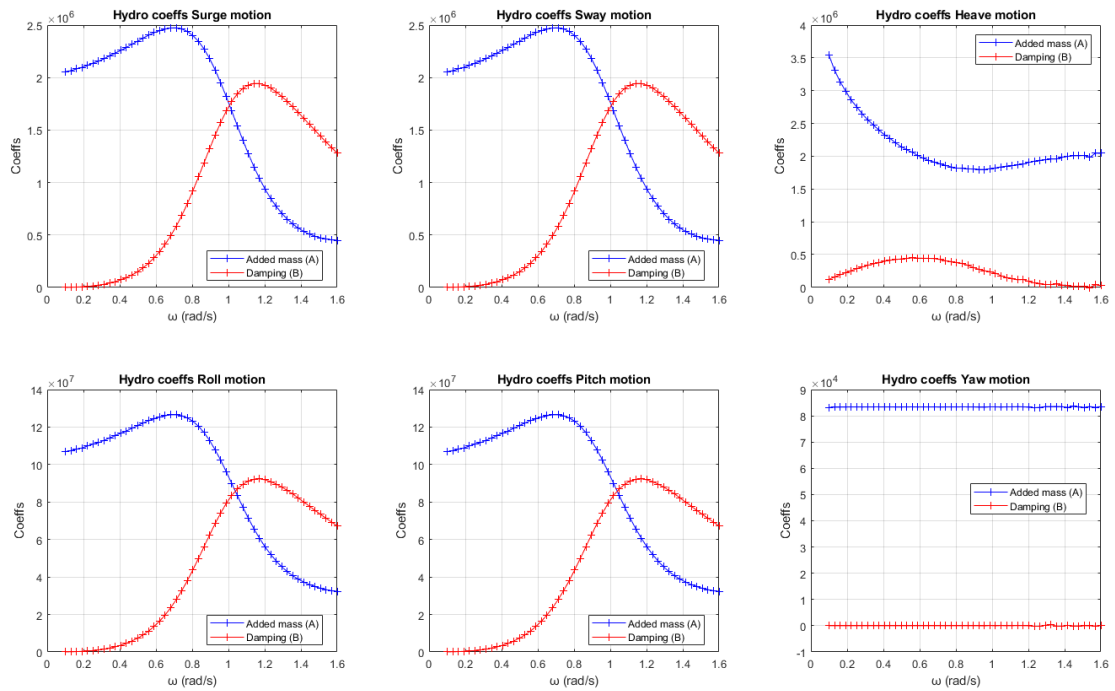 Hydro coeffs Surge motion
×10^6
2.5
2
1.5
1
0.5
0
Coeffs
Added mass (A)
Damping (B)
0 0.2 0.4 0.6 0.8 1 1.2 1.4 1.6
ω (rad/s)
Hydro coeffs Sway motion
×10^6
2.5
2
1.5
1
0.5
0
Coeffs
Added mass (A)
Damping (B)
0 0.2 0.4 0.6 0.8 1 1.2 1.4 1.6
ω (rad/s)
Hydro coeffs Heave motion
×10^6
4
3.5
3
2.5
2
1.5
1
0.5
0
Coeffs
Added mass (A)
Damping (B)
0 0.2 0.4 0.6 0.8 1 1.2 1.4 1.6
ω (rad/s)
Hydro coeffs Roll motion
×10^7
14
12
10
8
6
4
2
0
Coeffs
Added mass (A)
Damping (B)
0 0.2 0.4 0.6 0.8 1 1.2 1.4 1.6
ω (rad/s)
Hydro coeffs Pitch motion
×10^7
14
12
10
8
6
4
2
0
Coeffs
Added mass (A)
Damping (B)
0 0.2 0.4 0.6 0.8 1 1.2 1.4 1.6
ω (rad/s)
Hydro coeffs Yaw motion
×10^4
9
8
7
6
5
4
3
2
1
0
-1
Coeffs
Added mass (A)
Damping (B)
0 0.2 0.4 0.6 0.8 1 1.2 1.4 1.6
ω (rad/s)